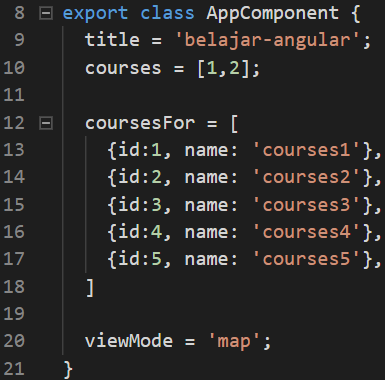 8 export class AppComponent {
9 title = 'belajar-angular';
10 courses = [1,2];
11
12 coursesFor = [
13 {id:1, name: 'courses1'},
14 {id:2, name: 'courses2'},
15 {id:3, name: 'courses3'},
16 {id:4, name: 'courses4'},
17 {id:5, name: 'courses5'},
18 ]
19
20 viewMode = 'map';
21 }